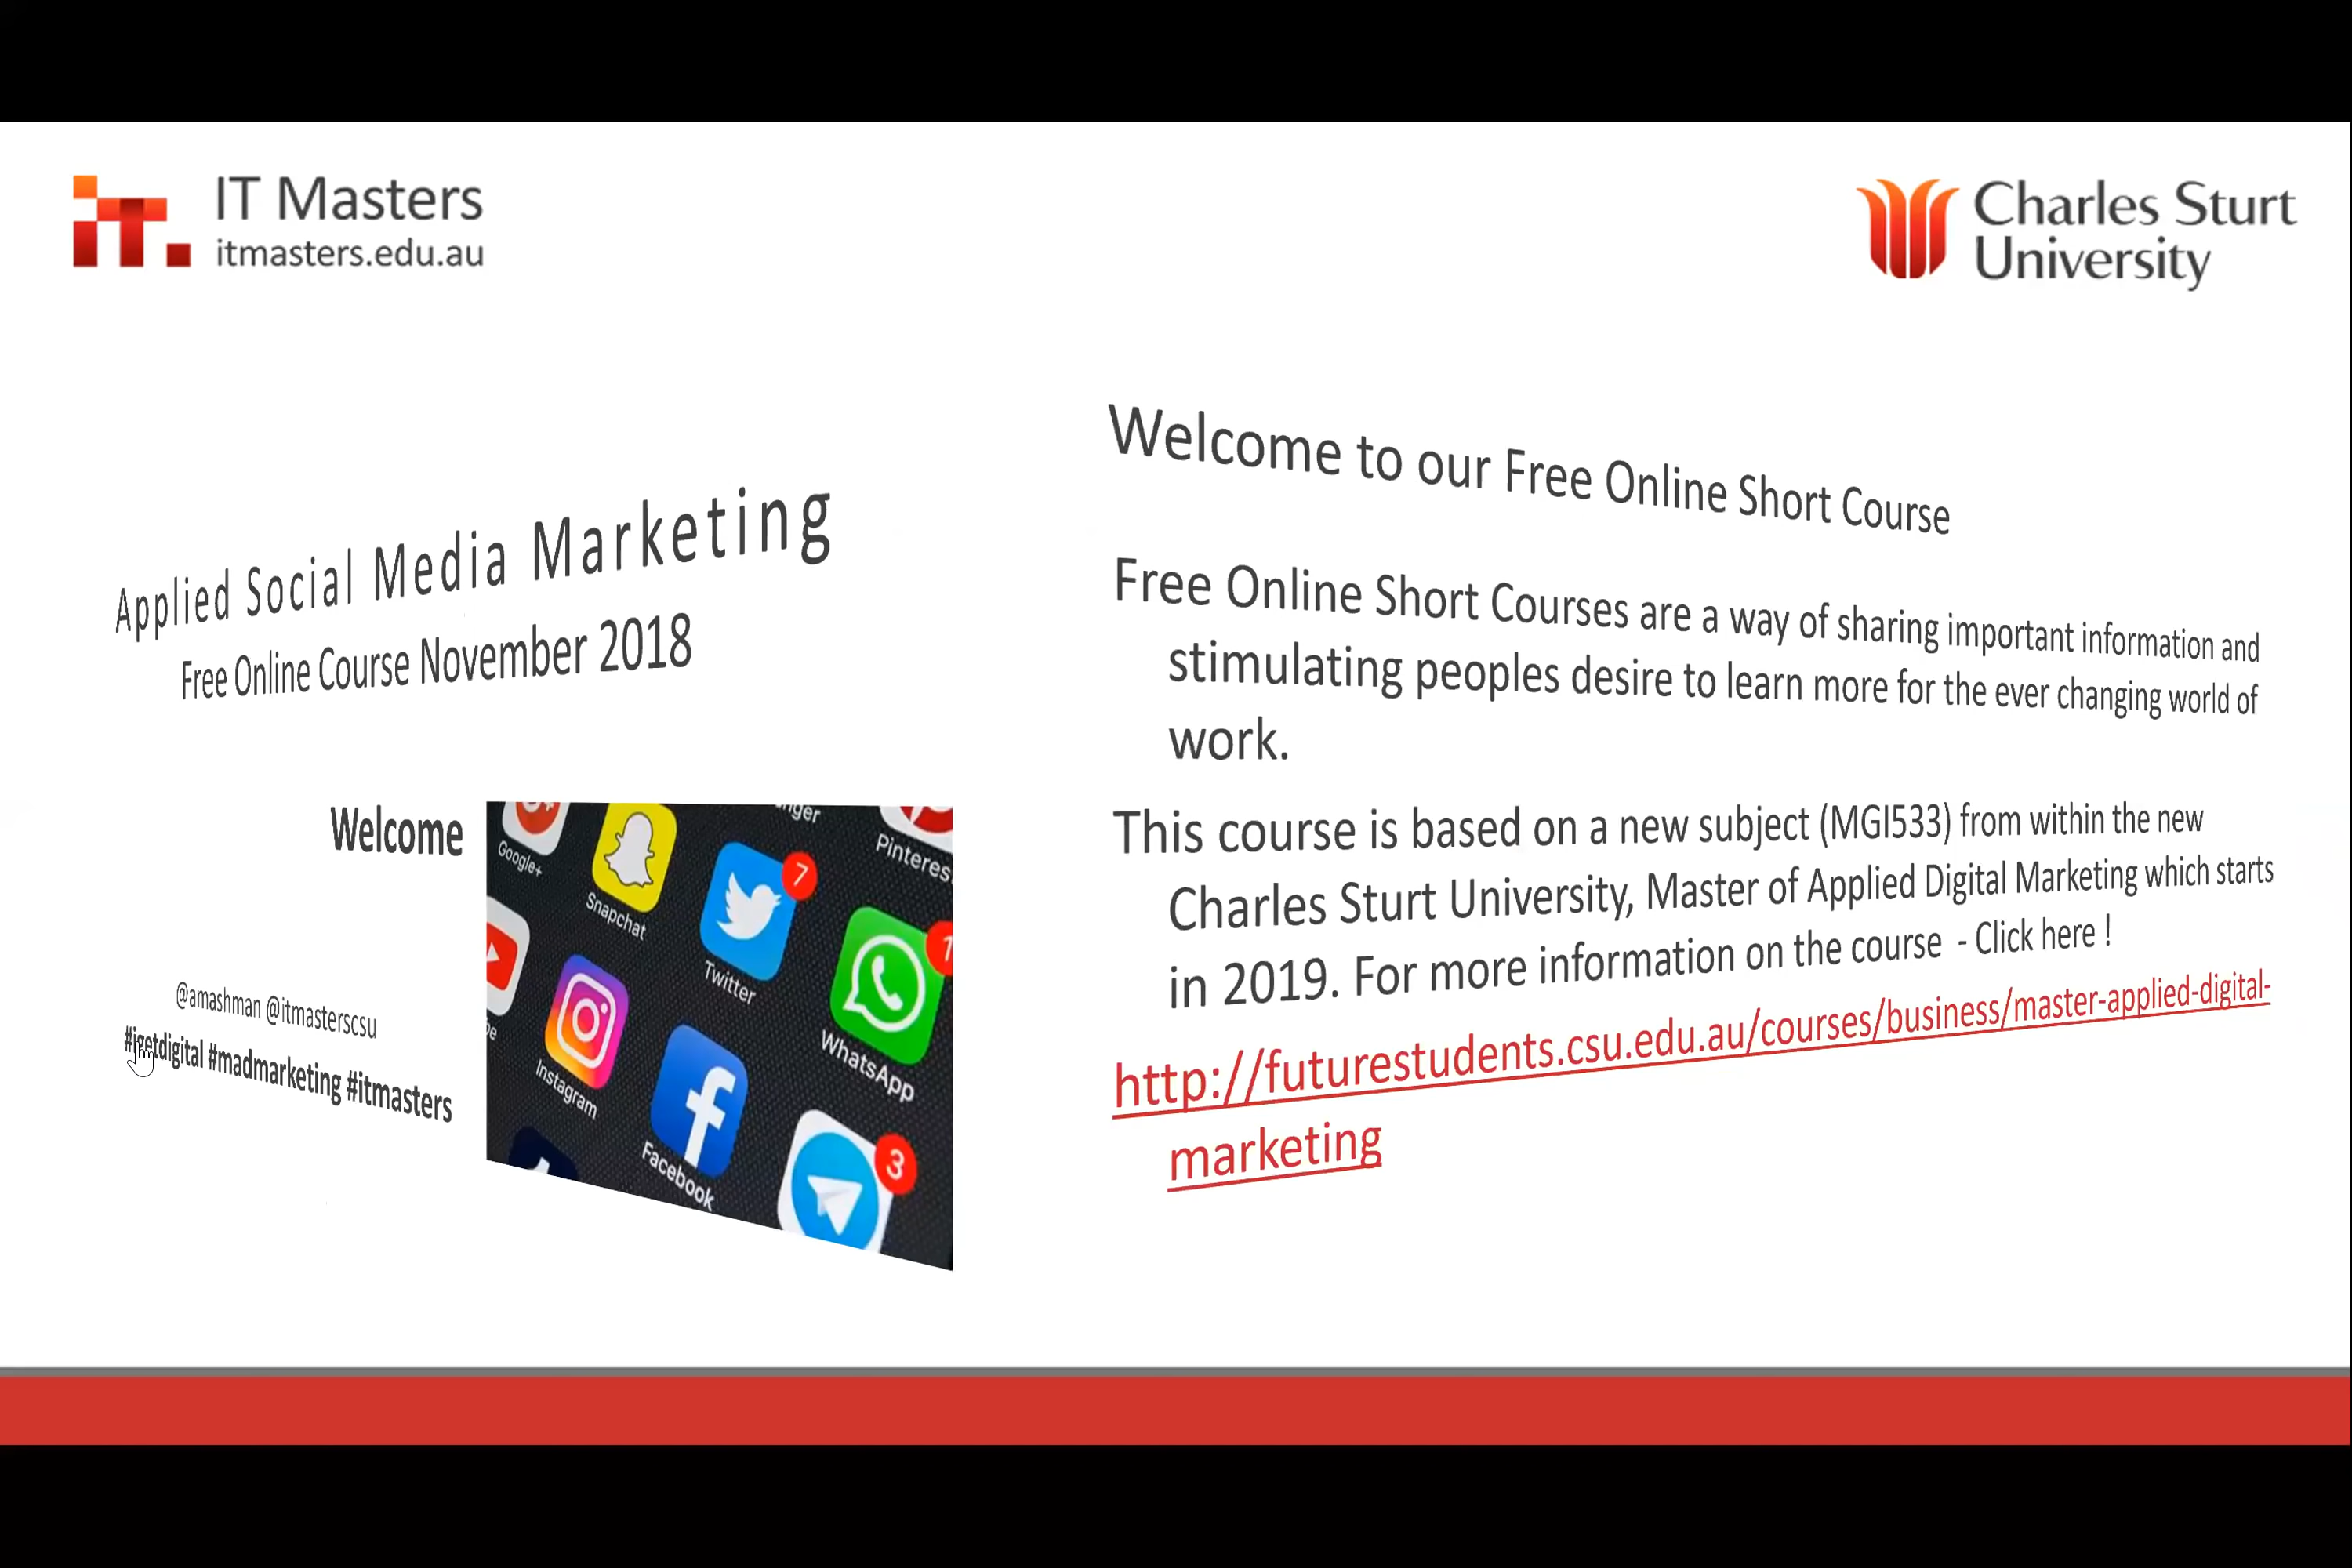 IT Masters
itmasters.edu.au
Charles Sturt
University
Applied Social Media Marketing
Free Online Course November 2018
Welcome
@amashman @itmasterscsu
#igetdigital #madmarketing #itmasters
Google+
Snapchat
Twitter
7
WhatsApp
1
Instagram
Facebook
3
Welcome to our Free Online Short Course
Free Online Short Courses are a way of sharing important information and
stimulating peoples desire to learn more for the ever changing world of
work.
This course is based on a new subject (MGI533) from within the new
Charles Sturt University, Master of Applied Digital Marketing which starts
in 2019. For more information on the course - Click here !
http://futurestudents.csu.edu.au/courses/business/master-applied-digital-
marketing